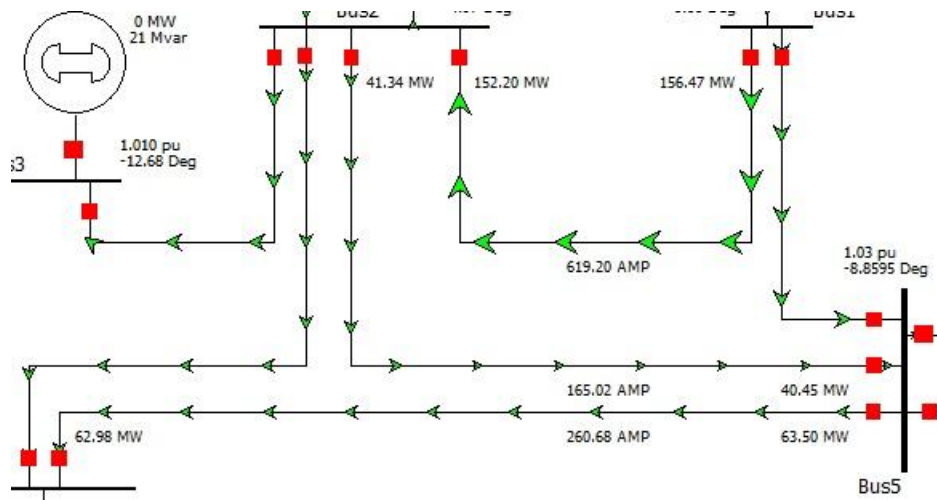 0 MW
21 Mvar
Bus2
Deg
Deg
Bus1
41.34 MW
152.20 MW
156.47 MW
1.010 pu
-12.68 Deg
619.20 AMP
1.03 pu
-8.8595 Deg
165.02 AMP
40.45 MW
62.98 MW
260.68 AMP
63.50 MW
Bus5